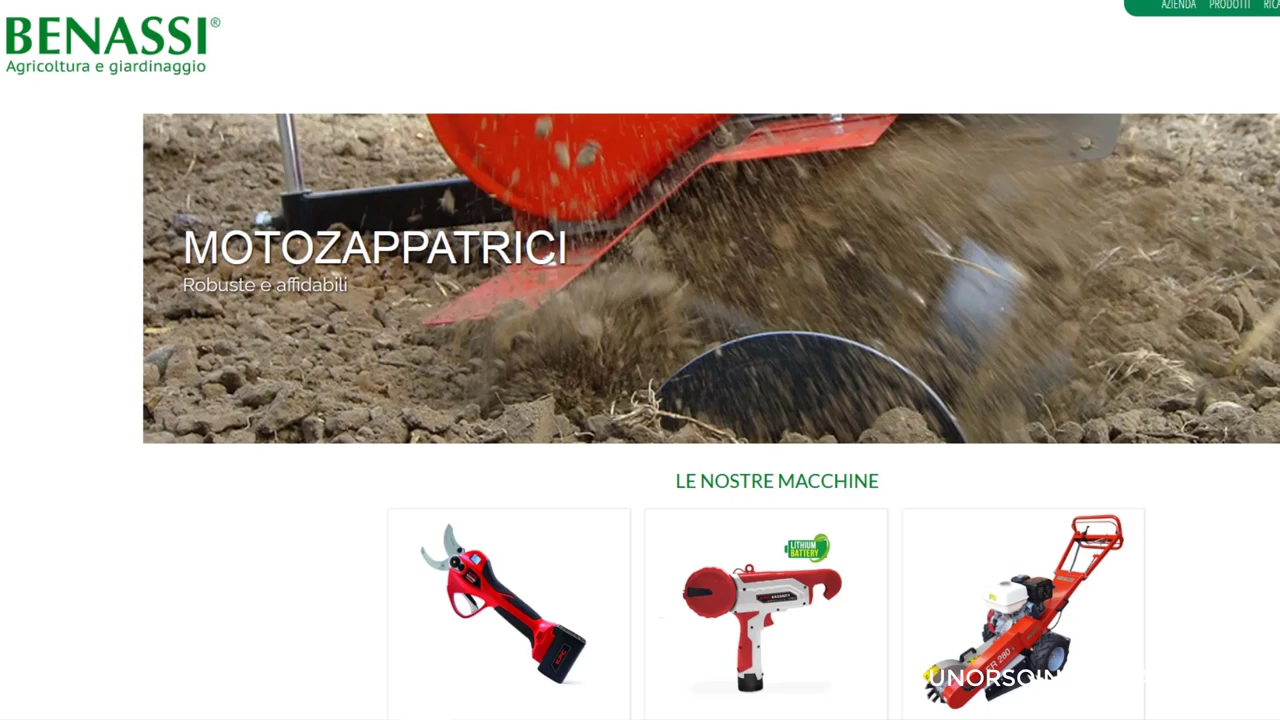 AZIENDA PRODOTTI
BENASSI®
Agricoltura e giardinaggio
MOTOZAPPATRICI
Robuste e affidabili
LE NOSTRE MACCHINE
LITHIUM
BATTERY